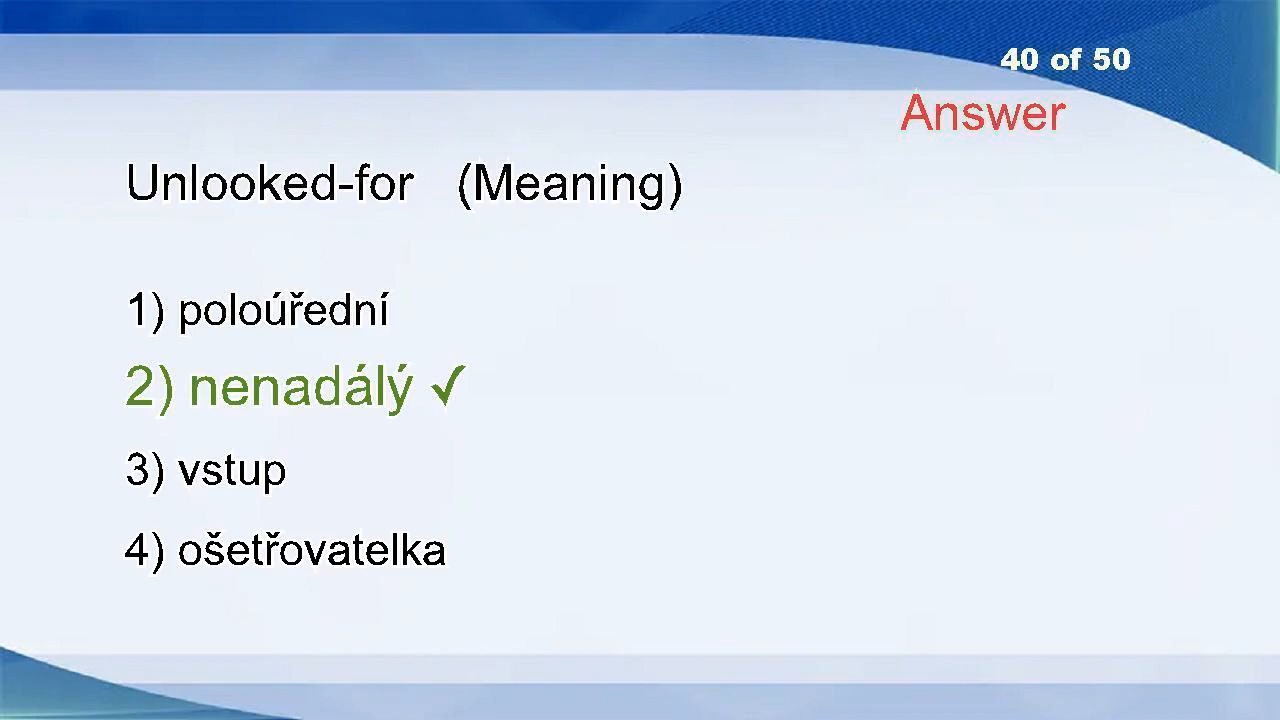 40 of 50
Answer
Unlooked-for (Meaning)
1) poloúřední
2) nenadálý ✓
3) vstup
4) ošetřovatelka